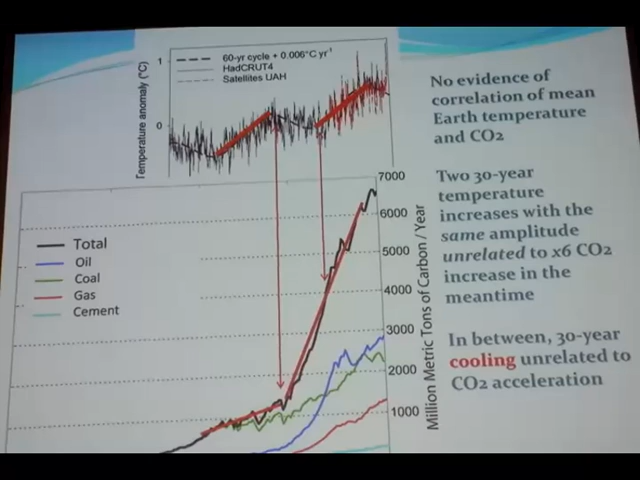 1
0
Temperature anomaly (°C)
60-yr cycle + 0.006°C yr-1
HadCRUT4
Satellites UAH
7000
6000
5000
4000
3000
2000
1000
Million Metric Tons of Carbon / Year
Total
Oil
Coal
Gas
Cement
No evidence of
correlation of mean
Earth temperature
and CO2
Two 30-year
temperature
increases with the
same amplitude
unrelated to x6 CO2
increase in the
meantime
In between, 30-year
cooling unrelated to
CO2 acceleration